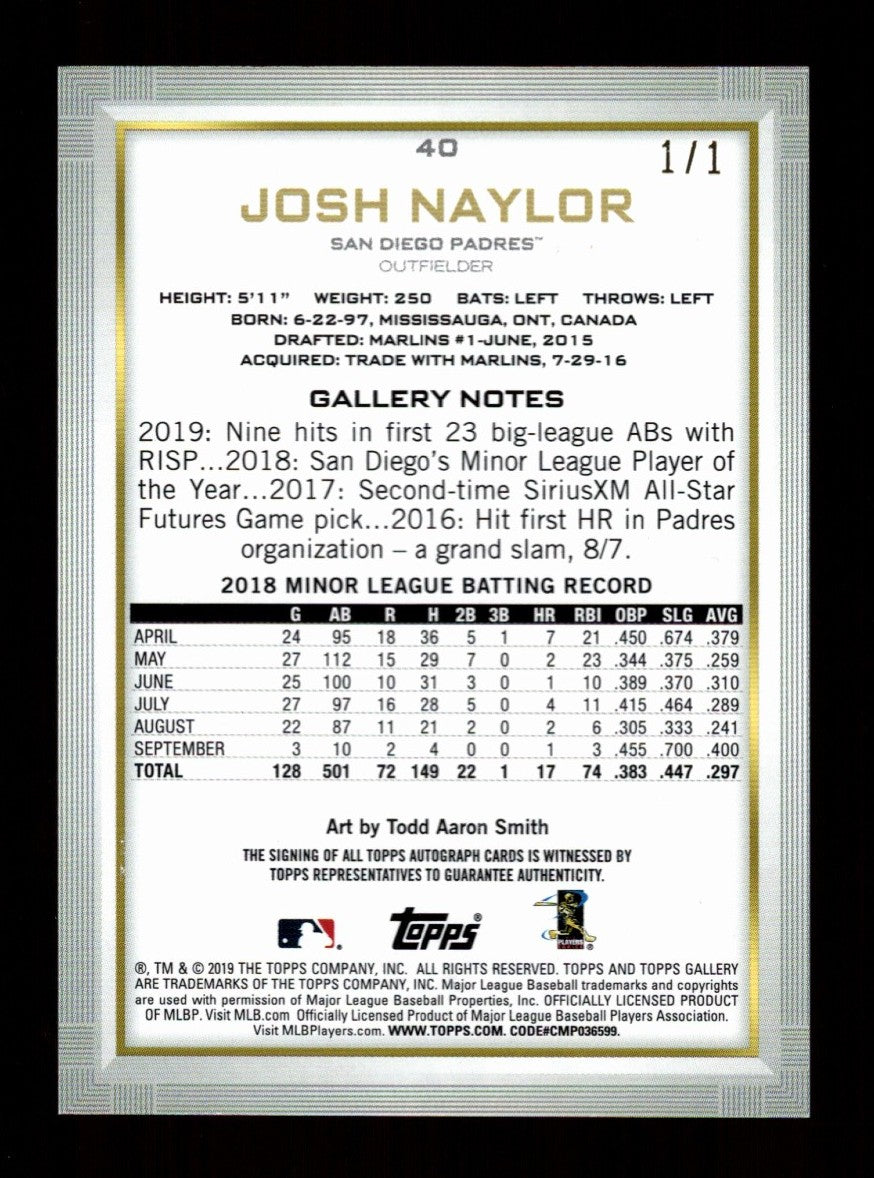 40
1/1
JOSH NAYLOR
SAN DIEGO PADRES™
OUTFIELDER
HEIGHT: 5'11" WEIGHT: 250 BATS: LEFT THROWS: LEFT
BORN: 6-22-97, MISSISSAUGA, ONT, CANADA
DRAFTED: MARLINS #1-JUNE, 2015
ACQUIRED: TRADE WITH MARLINS, 7-29-16
GALLERY NOTES
2019: Nine hits in first 23 big-league ABs with
RISP...2018: San Diego's Minor League Player of
the Year...2017: Second-time SiriusXM All-Star
Futures Game pick...2016: Hit first HR in Padres
organization – a grand slam, 8/7.
2018 MINOR LEAGUE BATTING RECORD
G AB R H 2B 3B HR RBI OBP SLG AVG
APRIL 24 95 18 36 5 1 7 21 .450 .674 .379
MAY 27 112 15 29 7 0 2 23 .344 .375 .259
JUNE 25 100 10 31 3 0 1 10 .389 .370 .310
JULY 27 97 16 28 5 0 4 11 .415 .464 .289
AUGUST 22 87 11 21 2 0 2 6 .305 .333 .241
SEPTEMBER 3 10 2 4 0 0 1 3 .455 .700 .400
TOTAL 128 501 72 149 22 1 17 74 .383 .447 .297
Art by Todd Aaron Smith
THE SIGNING OF ALL TOPPS AUTOGRAPH CARDS IS WITNESSED BY
TOPPS REPRESENTATIVES TO GUARANTEE AUTHENTICITY.
TOPPS®
PLAYERS
®, TM & © 2019 THE TOPPS COMPANY, INC. ALL RIGHTS RESERVED. TOPPS AND TOPPS GALLERY
ARE TRADEMARKS OF THE TOPPS COMPANY, INC. Major League Baseball trademarks and copyrights
are used with permission of Major League Baseball Properties, Inc. OFFICIALLY LICENSED PRODUCT
OF MLBP. Visit MLB.com Officially Licensed Product of Major League Baseball Players Association.
Visit MLBPlayers.com. WWW.TOPPS.COM. CODE#CMP036599.